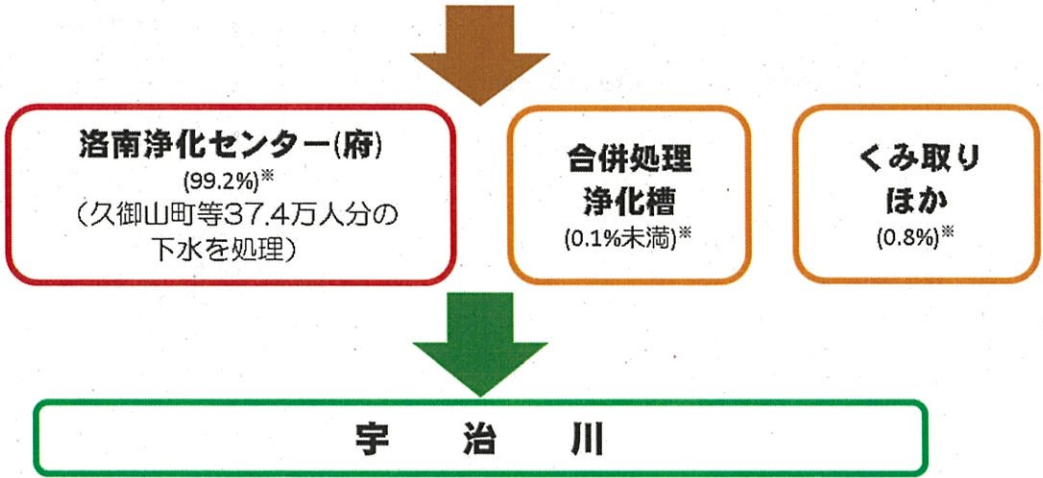 洛南浄化センター(府)
(99.2%)※
（久御山町等37.4万人分の
下水を処理）
合併処理
浄化槽
(0.1%未満)※
くみ取り
ほか
(0.8%)※
宇　治　川